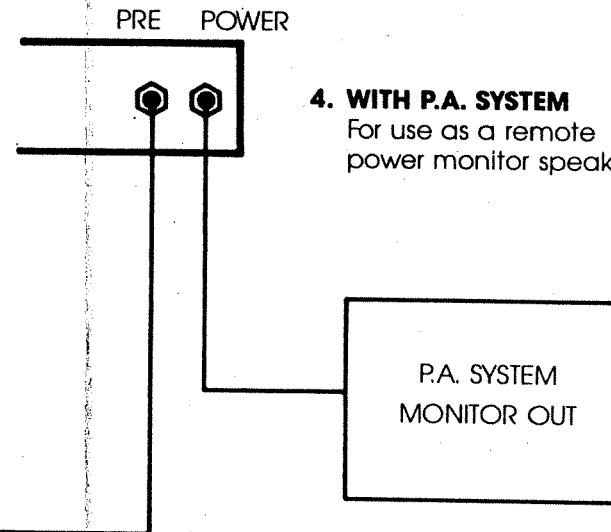 PRE POWER
4. WITH P.A. SYSTEM
For use as a remote
power monitor speak
P.A. SYSTEM
MONITOR OUT